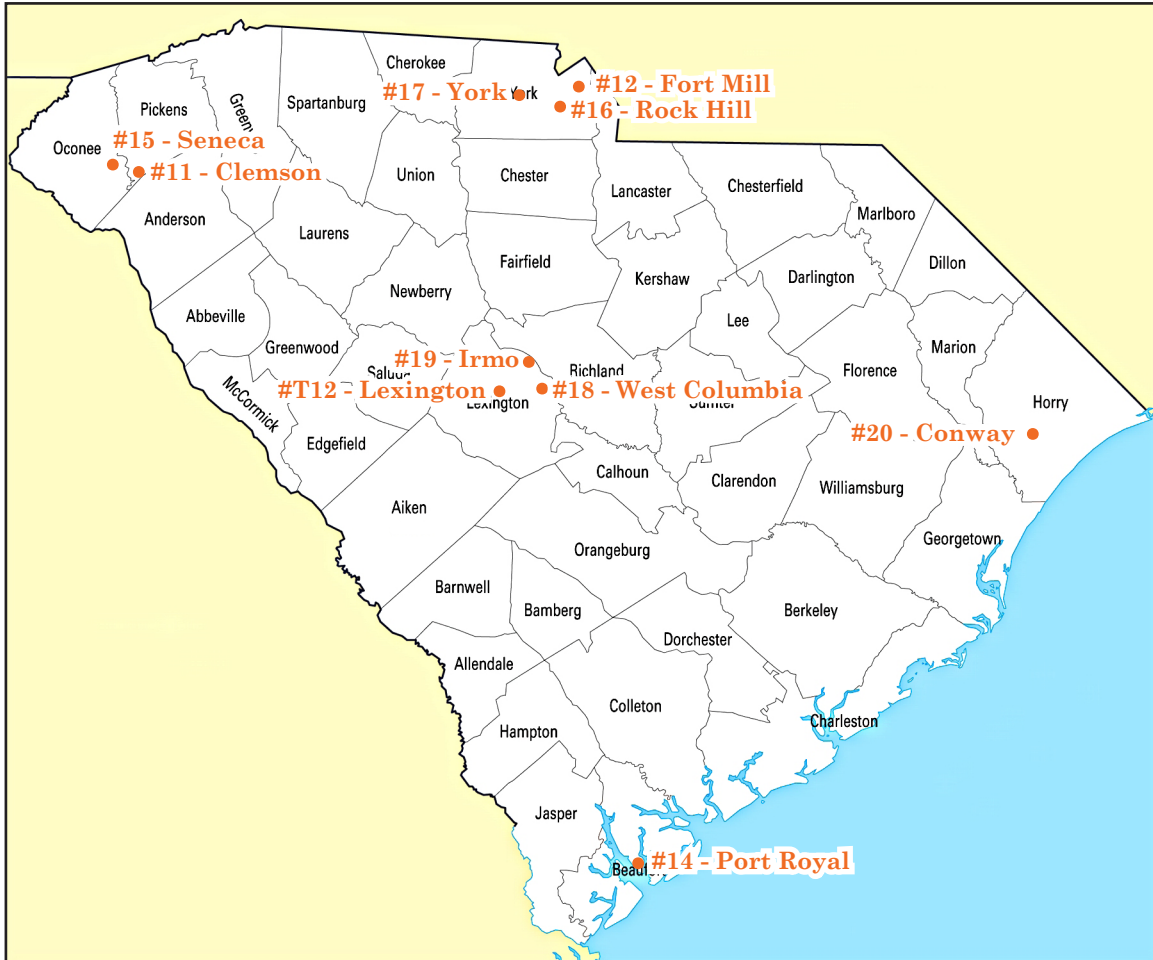 Cherokee
#17 - York
York
#12 - Fort Mill
#16 - Rock Hill
Pickens
Spartanburg
Oconee
#15 - Seneca
#11 - Clemson
Union
Chester
Lancaster
Chesterfield
Anderson
Laurens
Marlboro
Fairfield
Kershaw
Darlington
Dillon
Newberry
Abbeville
Lee
Greenwood
Marion
#19 - Irmo
Richland
Saluda
Florence
#T12 - Lexington
#18 - West Columbia
Lexington
Sumter
McCormick
Horry
#20 - Conway
Edgefield
Calhoun
Clarendon
Williamsburg
Aiken
Georgetown
Orangeburg
Barnwell
Bamberg
Berkeley
Dorchester
Allendale
Colleton
Charleston
Hampton
Jasper
#14 - Port Royal